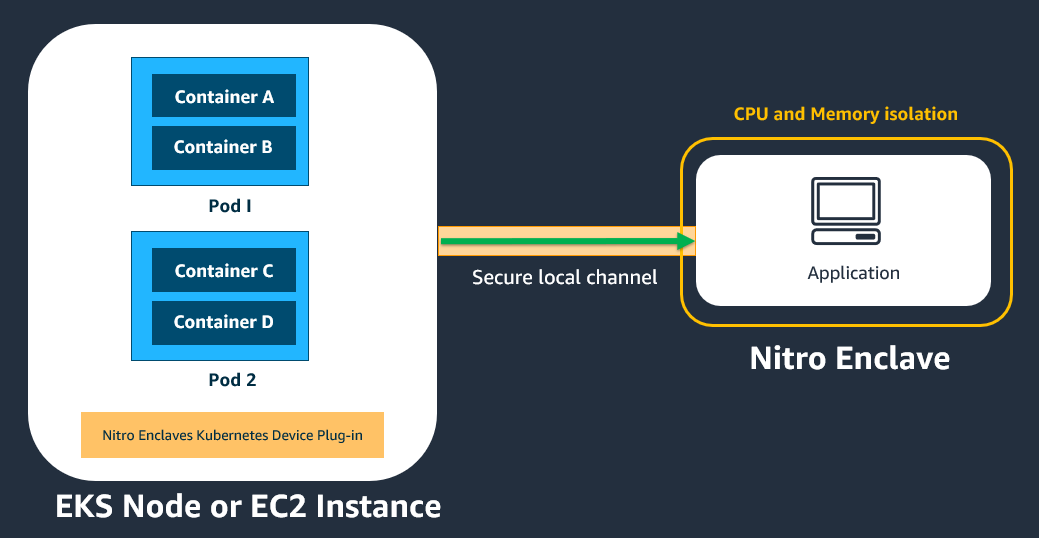 Container A
Container B
Pod 1
Container C
Container D
Pod 2
Nitro Enclaves Kubernetes Device Plug-in
EKS Node or EC2 Instance
Secure local channel
CPU and Memory isolation
Application
Nitro Enclave